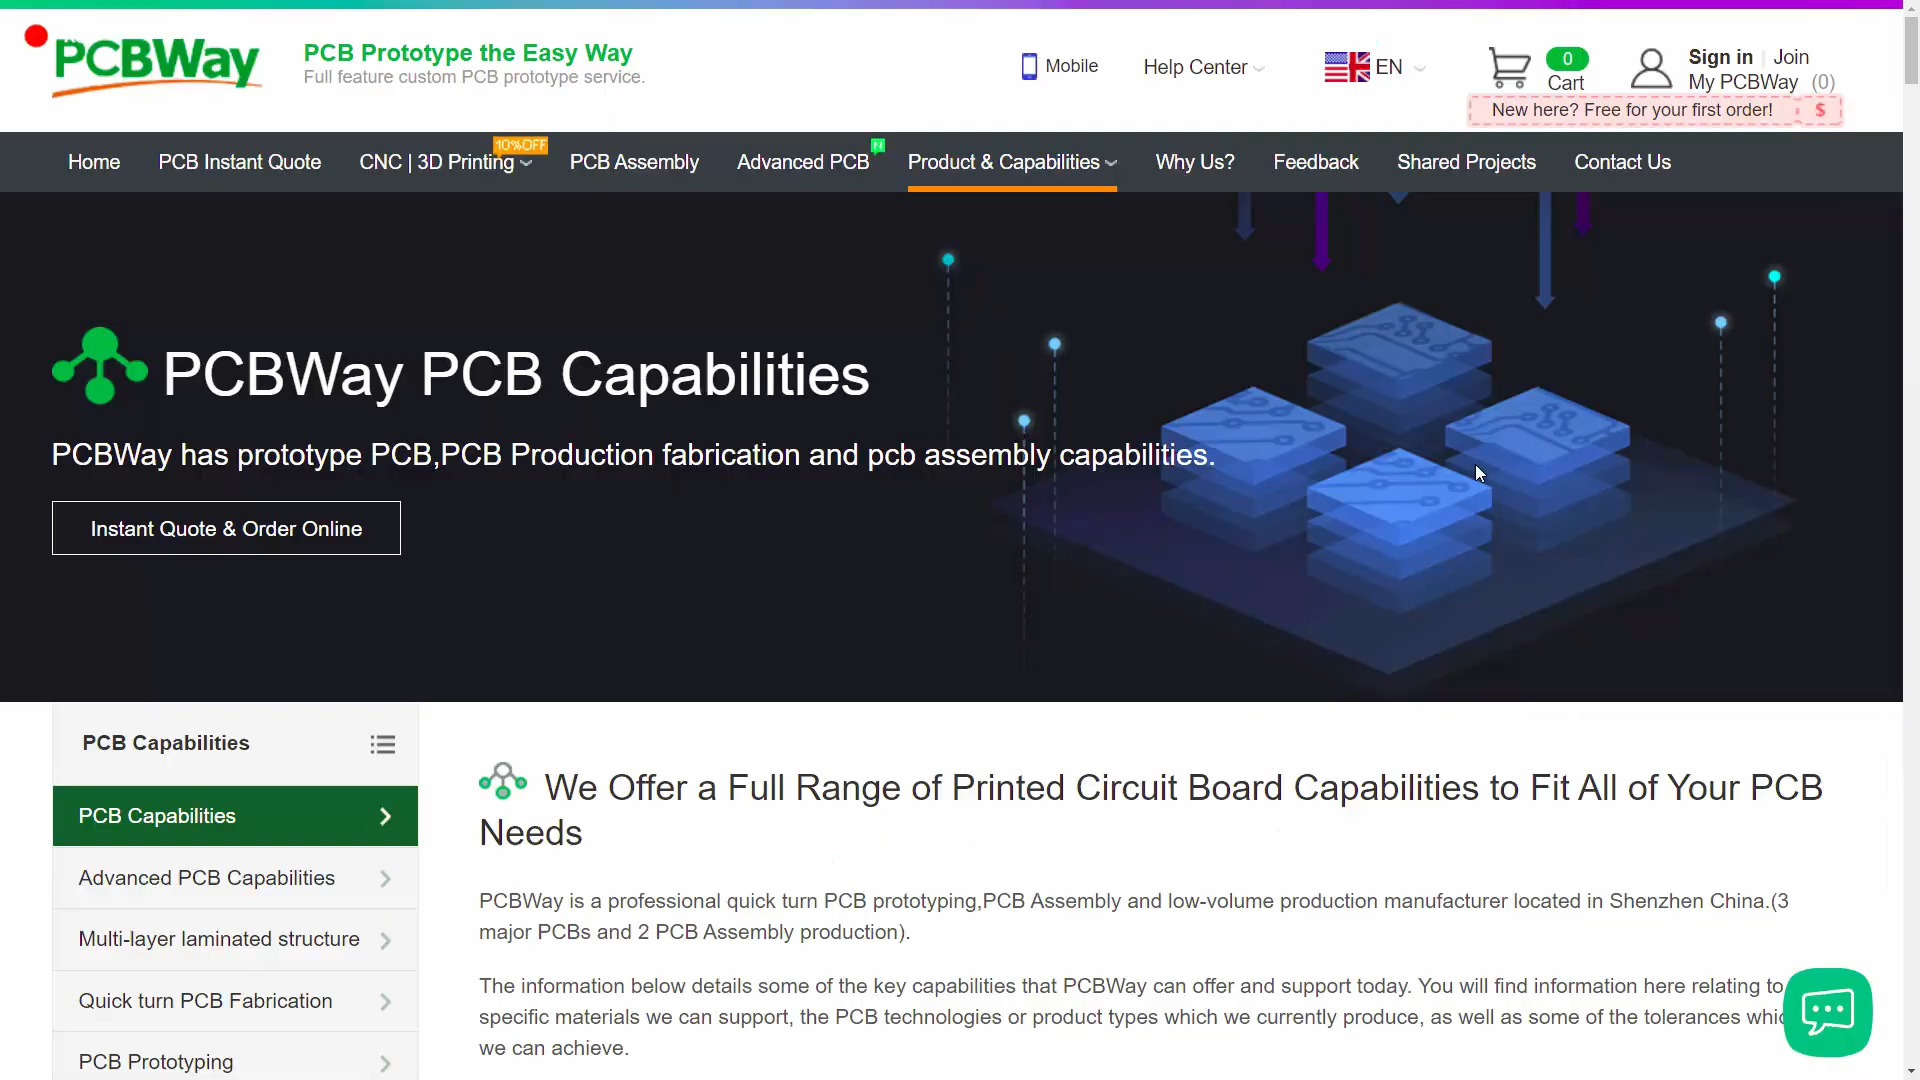 PCBWay
PCB Prototype the Easy Way
Full feature custom PCB prototype service.
Mobile
Help Center
EN
0
Cart
Sign in | Join
My PCBWay (0)
New here? Free for your first order! $
10%OFF
N
Home
PCB Instant Quote
CNC | 3D Printing
PCB Assembly
Advanced PCB
Product & Capabilities
Why Us?
Feedback
Shared Projects
Contact Us
PCBWay PCB Capabilities
PCBWay has prototype PCB,PCB Production fabrication and pcb assembly capabilities.
Instant Quote & Order Online
PCB Capabilities
PCB Capabilities
Advanced PCB Capabilities
Multi-layer laminated structure
Quick turn PCB Fabrication
PCB Prototyping
We Offer a Full Range of Printed Circuit Board Capabilities to Fit All of Your PCB
Needs
PCBWay is a professional quick turn PCB prototyping,PCB Assembly and low-volume production manufacturer located in Shenzhen China.(3
major PCBs and 2 PCB Assembly production).
The information below details some of the key capabilities that PCBWay can offer and support today. You will find information here relating to
specific materials we can support, the PCB technologies or product types which we currently produce, as well as some of the tolerances
we can achieve.